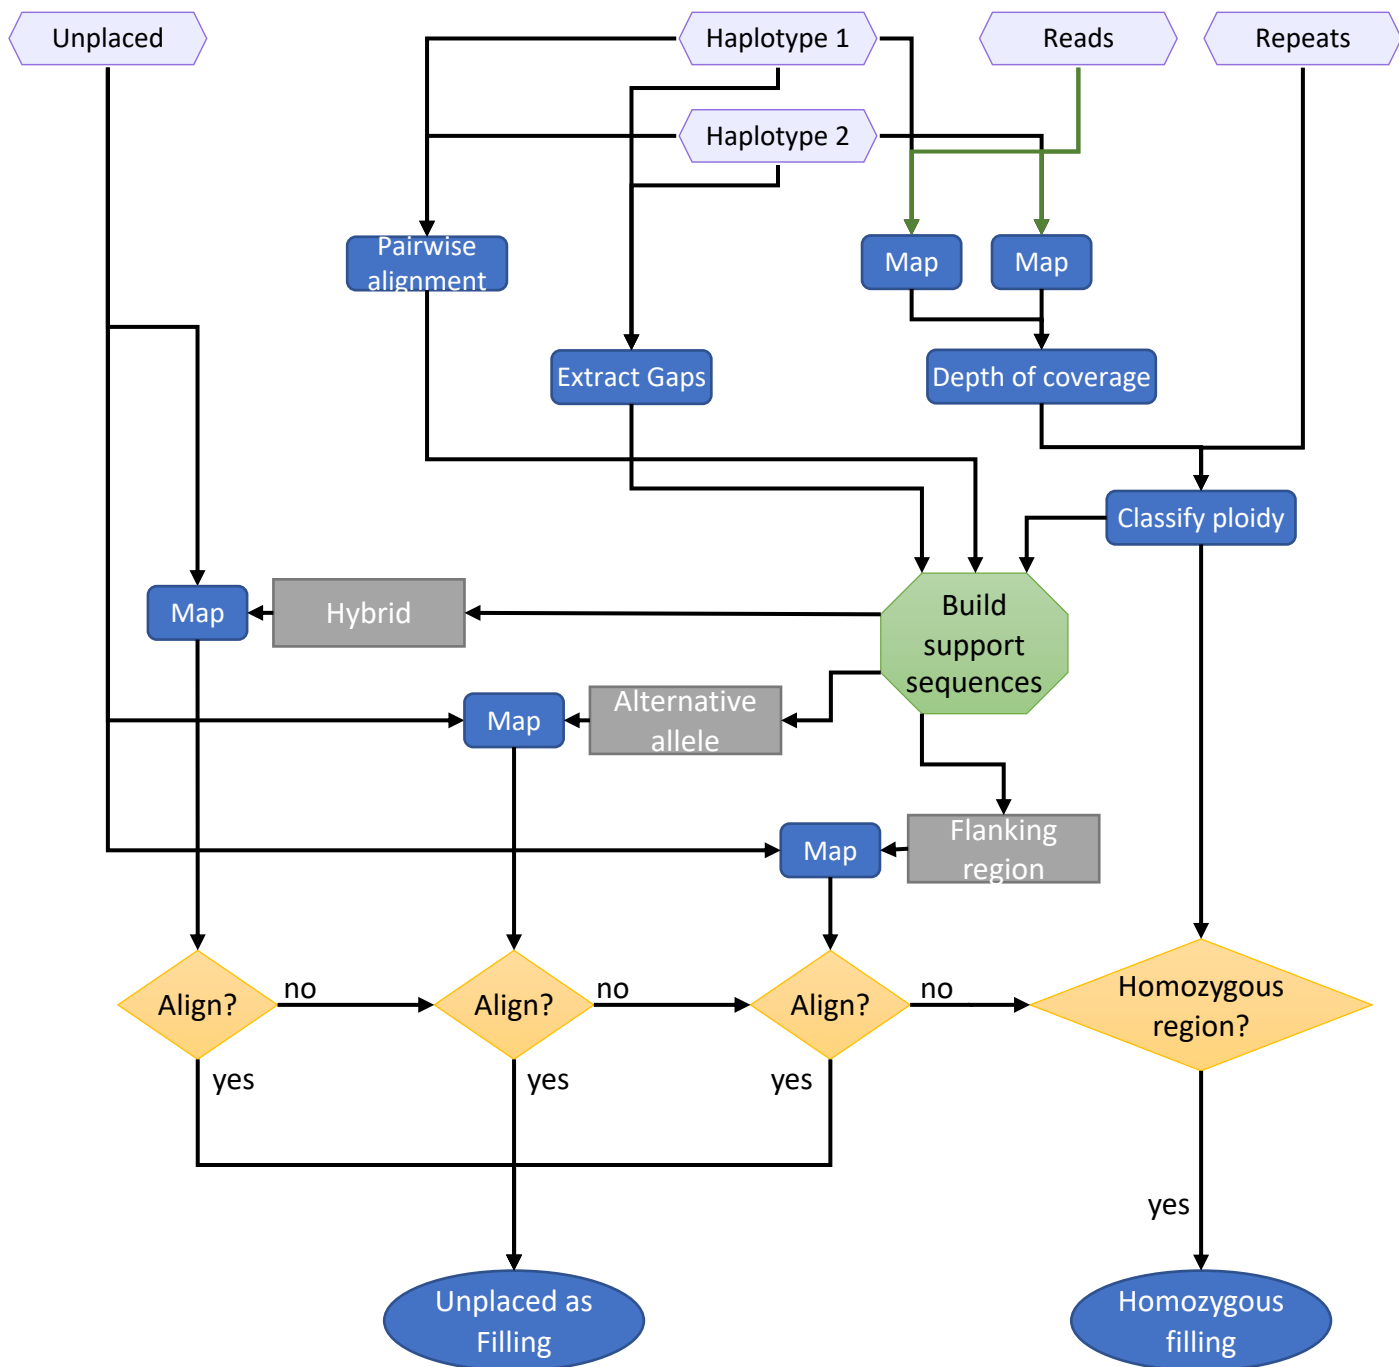 Unplaced
Haplotype 1
Reads
Repeats
Haplotype 2
Pairwise
alignment
Map
Map
Extract Gaps
Depth of coverage
Classify ploidy
Build
support
sequences
Map
Hybrid
Map
Alternative
allele
Map
Flanking
region
Align?
no
Align?
no
Align?
no
Homozygous
region?
yes
yes
yes
yes
Unplaced as
Filling
Homozygous
filling